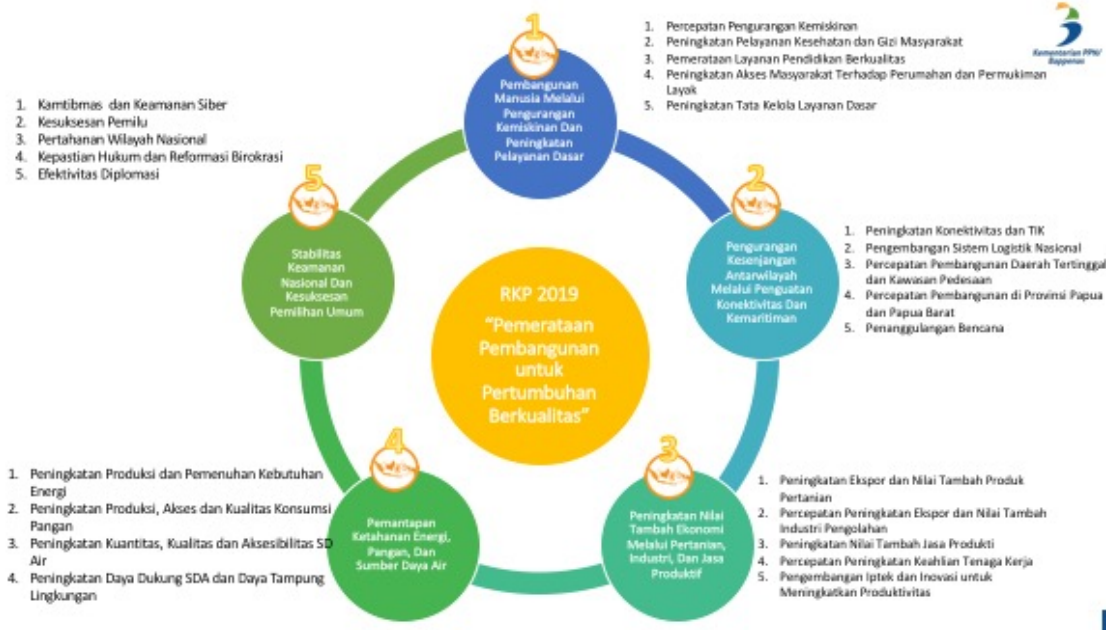 Kementerian PPN/
Bappenas
1
Pembangunan
Manusia Melalui
Pengurangan
Kemiskinan Dan
Peningkatan
Pelayanan Dasar
1. Percepatan Pengurangan Kemiskinan
2. Peningkatan Pelayanan Kesehatan dan Gizi Masyarakat
3. Pemerataan Layanan Pendidikan Berkualitas
4. Peningkatan Akses Masyarakat Terhadap Perumahan dan Permukiman
Layak
5. Peningkatan Tata Kelola Layanan Dasar
2
Pengurangan
Kesenjangan
Antarwilayah
Melalui Penguatan
Konektivitas Dan
Kemaritiman
1. Peningkatan Konektivitas dan TIK
2. Pengembangan Sistem Logistik Nasional
3. Percepatan Pembangunan Daerah Tertinggal
dan Kawasan Pedesaan
4. Percepatan Pembangunan di Provinsi Papua
dan Papua Barat
5. Penanggulangan Bencana
3
Peningkatan Nilai
Tambah Ekonomi
Melalui Pertanian,
Industri, Dan Jasa
Produktif
1. Peningkatan Ekspor dan Nilai Tambah Produk
Pertanian
2. Percepatan Peningkatan Ekspor dan Nilai Tambah
Industri Pengolahan
3. Peningkatan Nilai Tambah Jasa Produkti
4. Percepatan Peningkatan Keahlian Tenaga Kerja
5. Pengembangan Iptek dan Inovasi untuk
Meningkatkan Produktivitas
4
Pemantapan
Ketahanan Energi,
Pangan, Dan
Sumber Daya Air
1. Peningkatan Produksi dan Pemenuhan Kebutuhan
Energi
2. Peningkatan Produksi, Akses dan Kualitas Konsumsi
Pangan
3. Peningkatan Kuantitas, Kualitas dan Aksesibilitas SD
Air
4. Peningkatan Daya Dukung SDA dan Daya Tampung
Lingkungan
5
Stabilitas
Keamanan
Nasional Dan
Kesuksesan
Pemilihan Umum
1. Kamtibmas dan Keamanan Siber
2. Kesuksesan Pemilu
3. Pertahanan Wilayah Nasional
4. Kepastian Hukum dan Reformasi Birokrasi
5. Efektivitas Diplomasi
RKP 2019
"Pemerataan
Pembangunan
untuk
Pertumbuhan
Berkualitas"